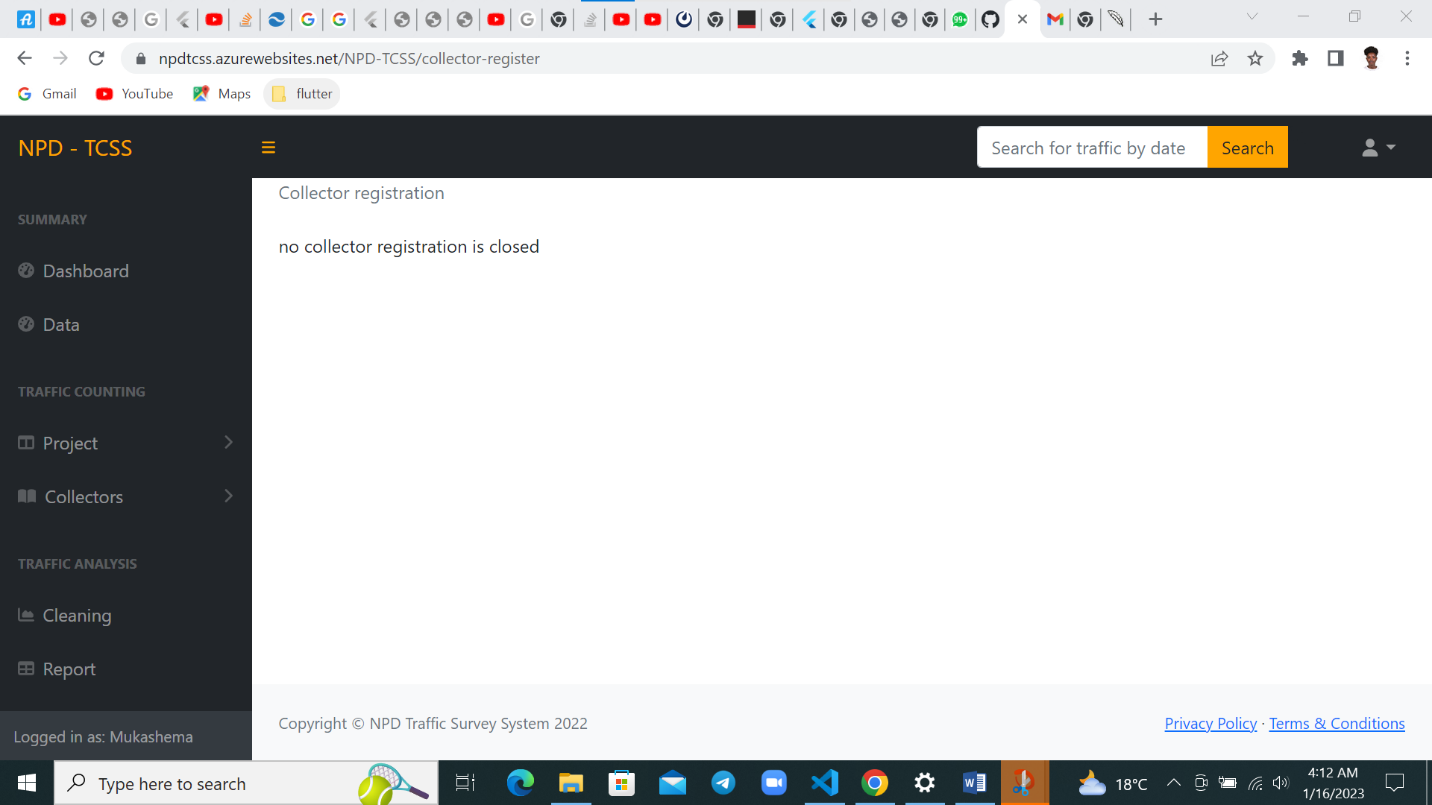 99+
npdtcss.azurewebsites.net/NPD-TCSS/collector-register
Gmail YouTube Maps flutter
NPD - TCSS
Search for traffic by date Search
SUMMARY
Dashboard
Data
TRAFFIC COUNTING
Project
Collectors
TRAFFIC ANALYSIS
Cleaning
Report
Logged in as: Mukashema
Collector registration
no collector registration is closed
Copyright © NPD Traffic Survey System 2022
Privacy Policy · Terms & Conditions
Type here to search
18°C
4:12 AM
1/16/2023